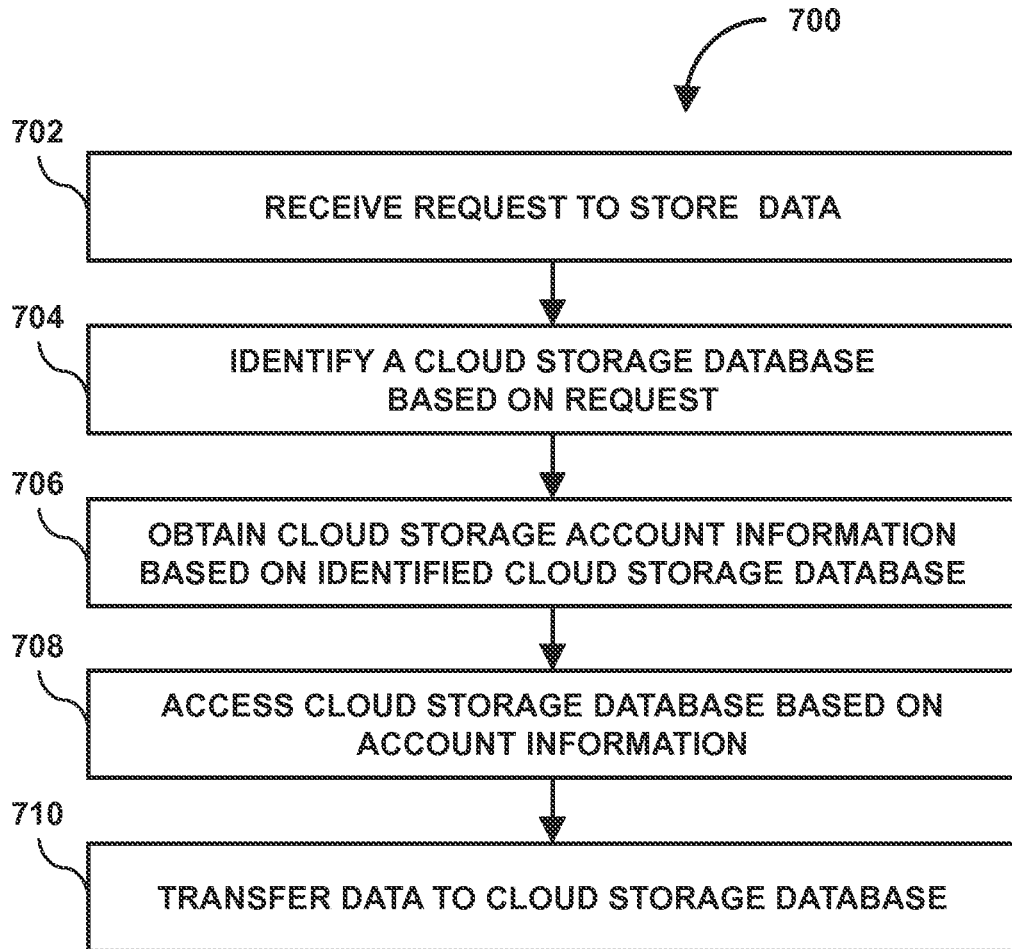 700
702
RECEIVE REQUEST TO STORE DATA
704
IDENTIFY A CLOUD STORAGE DATABASE
BASED ON REQUEST
706
OBTAIN CLOUD STORAGE ACCOUNT INFORMATION
BASED ON IDENTIFIED CLOUD STORAGE DATABASE
708
ACCESS CLOUD STORAGE DATABASE BASED ON
ACCOUNT INFORMATION
710
TRANSFER DATA TO CLOUD STORAGE DATABASE